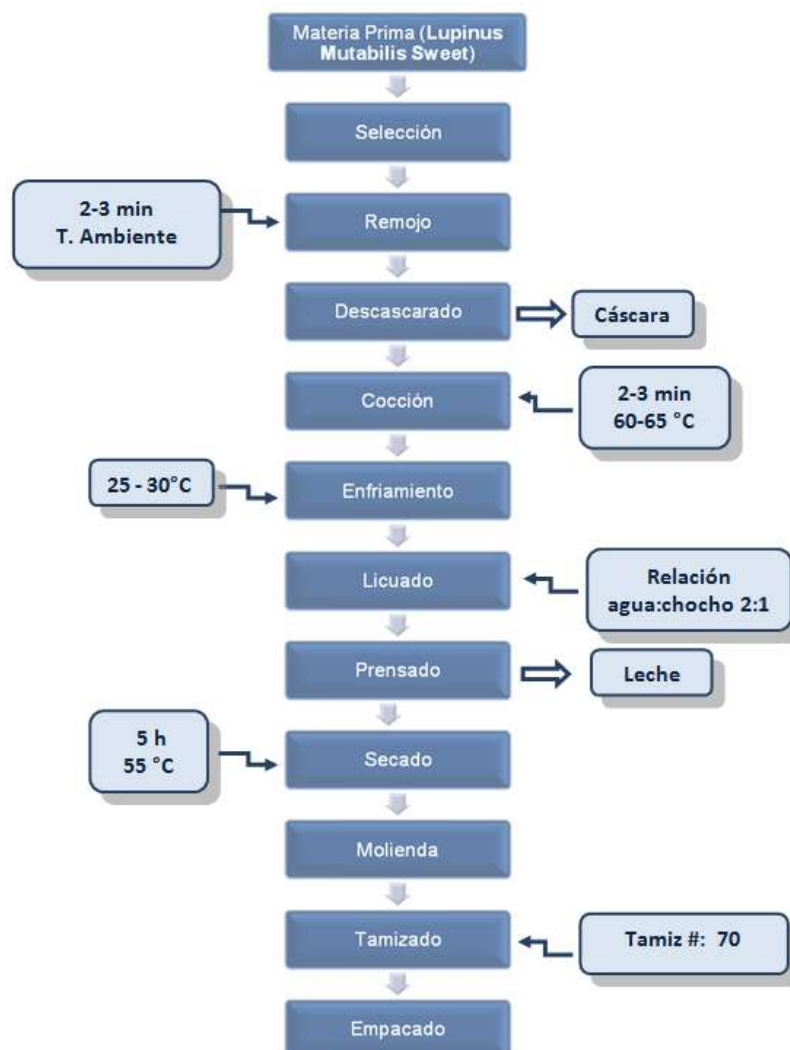 Materia Prima (Lupinus
Mutabilis Sweet)
Selección
2-3 min
T. Ambiente
Remojo
Descascarado
Cáscara
Cocción
2-3 min
60-65 °C
25 - 30°C
Enfriamiento
Licuado
Relación
agua:chocho 2:1
Prensado
Leche
5 h
55 °C
Secado
Molienda
Tamizado
Tamiz #: 70
Empacado